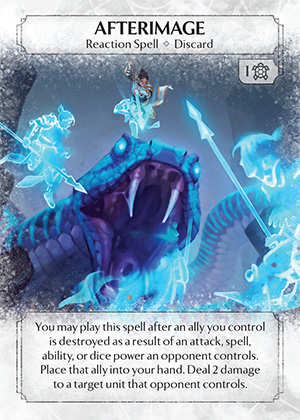 AFTERIMAGE
Reaction Spell ⟡ Discard
1
You may play this spell after an ally you control
is destroyed as a result of an attack, spell,
ability, or dice power an opponent controls.
Place that ally into your hand. Deal 2 damage
to a target unit that opponent controls.